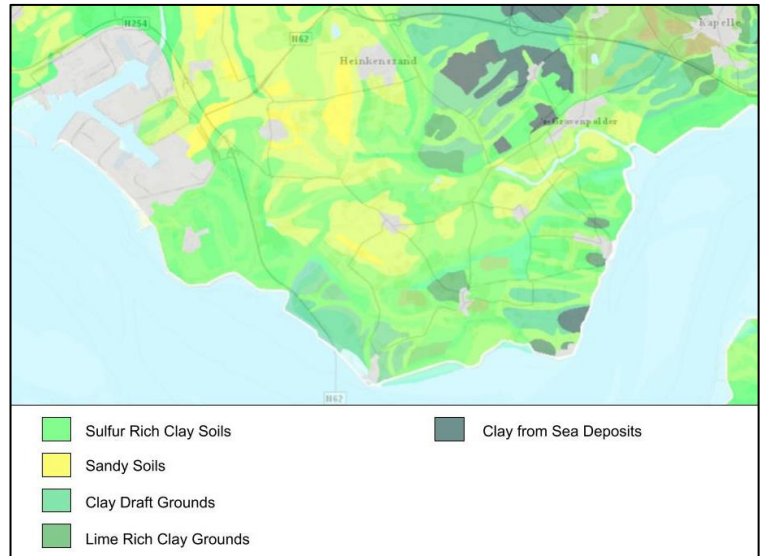 N254
N62
Kapelle
Heinkenszand
's-Gravenpolder
N62
Sulfur Rich Clay Soils
Clay from Sea Deposits
Sandy Soils
Clay Draft Grounds
Lime Rich Clay Grounds